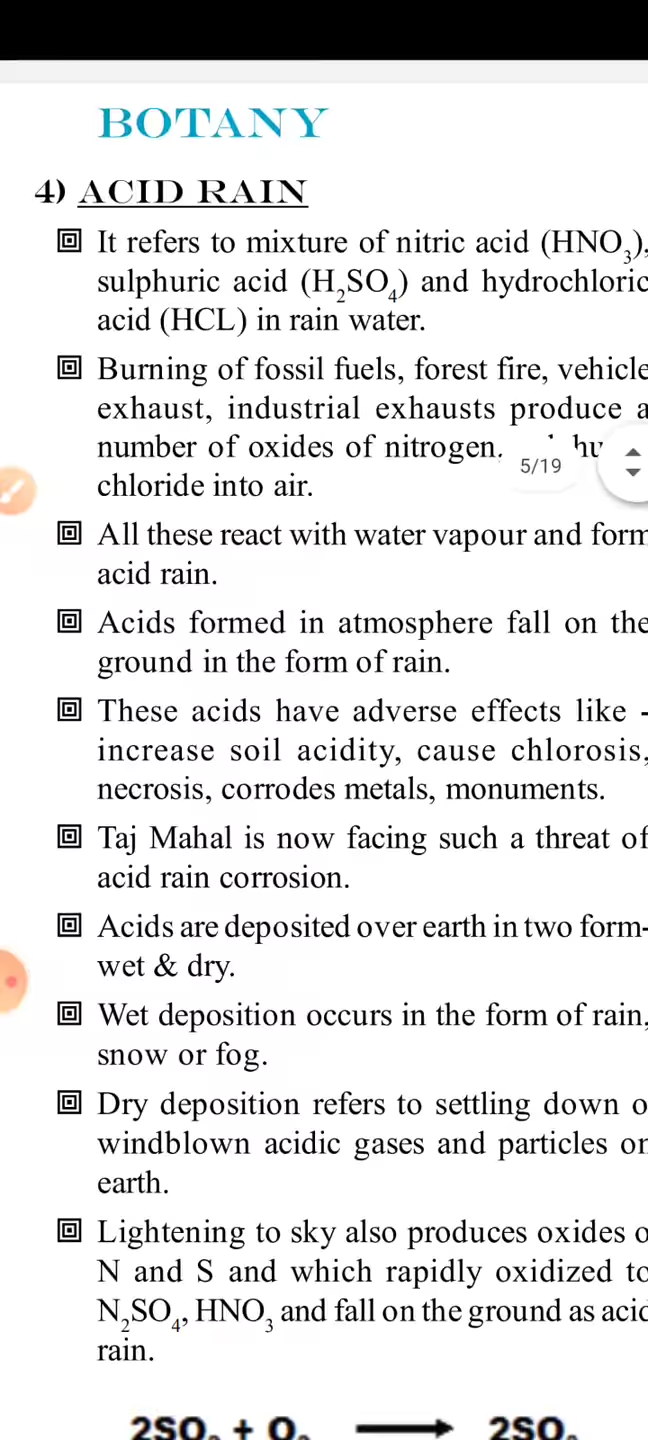 BOTANY
4) ACID RAIN
It refers to mixture of nitric acid (HNO₃),
sulphuric acid (H₂SO₄) and hydrochloric
acid (HCL) in rain water.
Burning of fossil fuels, forest fire, vehicle
exhaust, industrial exhausts produce a
number of oxides of nitrogen,
5/19
chloride into air.
All these react with water vapour and form
acid rain.
Acids formed in atmosphere fall on the
ground in the form of rain.
These acids have adverse effects like -
increase soil acidity, cause chlorosis,
necrosis, corrodes metals, monuments.
Taj Mahal is now facing such a threat of
acid rain corrosion.
Acids are deposited over earth in two form-
wet & dry.
Wet deposition occurs in the form of rain,
snow or fog.
Dry deposition refers to settling down o
windblown acidic gases and particles on
earth.
Lightening to sky also produces oxides o
N and S and which rapidly oxidized to
N₂SO₄, HNO₃ and fall on the ground as acid
rain.
2SO₂ + O₂ → 2SO